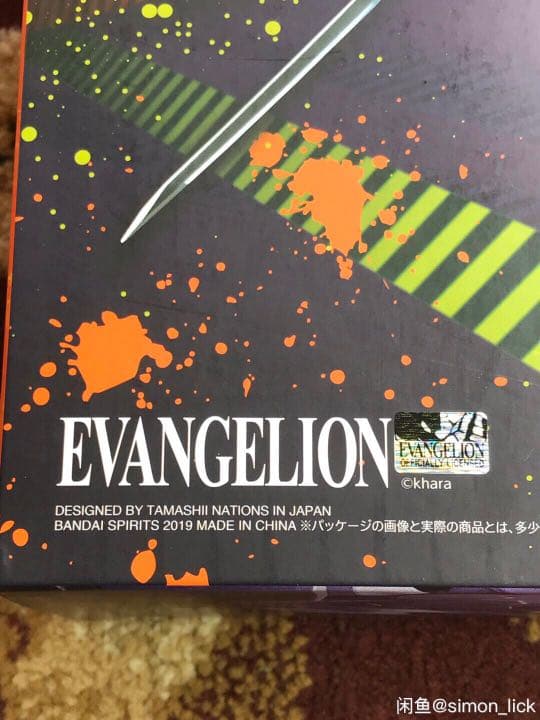 EVANGELION
EVANGELION
OFFICIALLY LICENSED
©khara
DESIGNED BY TAMASHII NATIONS IN JAPAN
BANDAI SPIRITS 2019 MADE IN CHINA ※パッケージの画像と実際の商品とは、多少
闲鱼@simon_lick